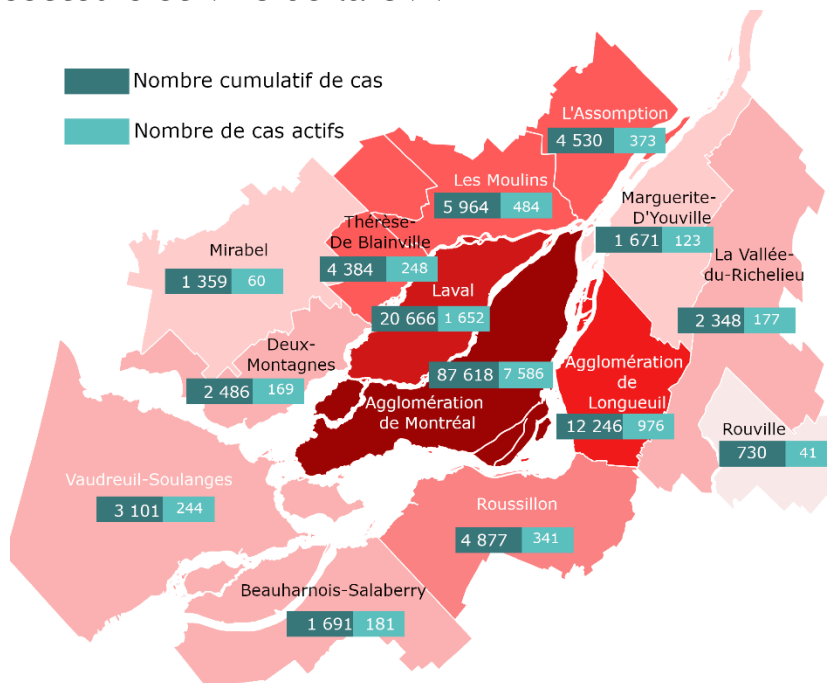 Nombre cumulatif de cas
Nombre de cas actifs
L'Assomption
4 530 373
Les Moulins
5 964 484
Marguerite-
D'Youville
1 671 123
Thérèse-
De Blainville
4 384 248
Mirabel
1 359 60
La Vallée-
du-Richelieu
2 348 177
Laval
20 666 1 652
Deux-
Montagnes
2 486 169
87 618 7 586
Agglomération
de Montréal
Agglomération
de
Longueuil
12 246 976
Rouville
730 41
Vaudreuil-Soulanges
3 101 244
Roussillon
4 877 341
Beauharnois-Salaberry
1 691 181